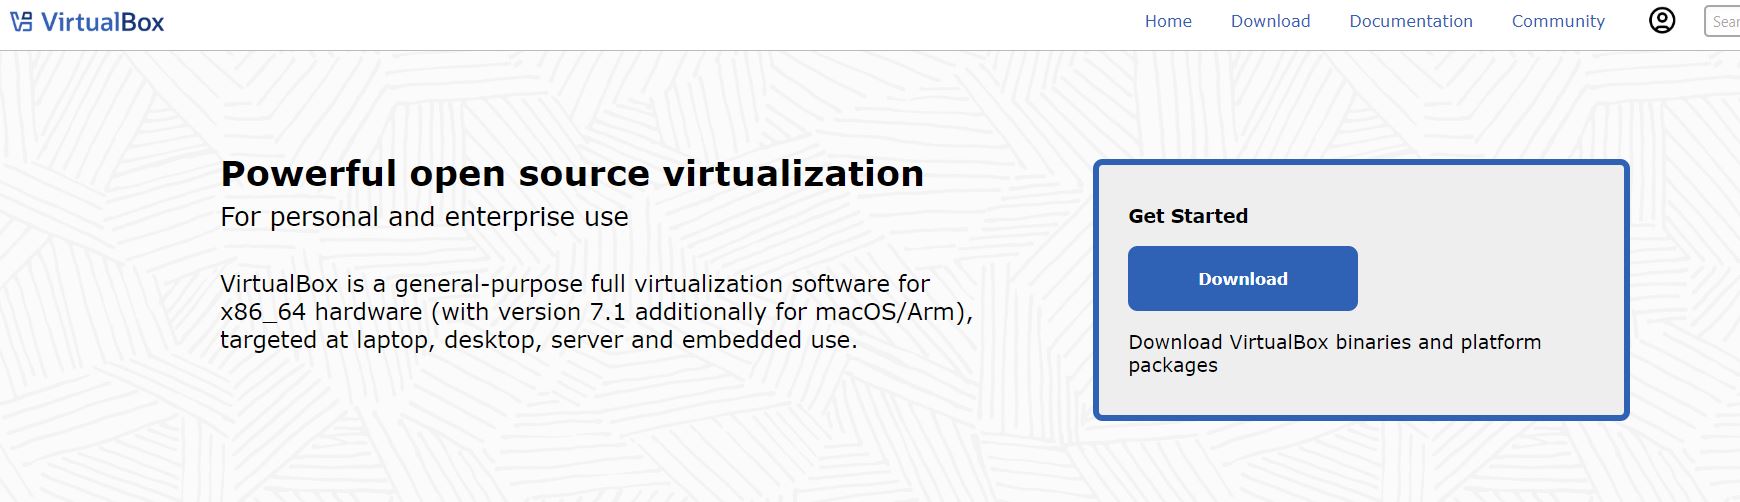 VirtualBox
Home
Download
Documentation
Community
Sear
Powerful open source virtualization
For personal and enterprise use
VirtualBox is a general-purpose full virtualization software for
x86_64 hardware (with version 7.1 additionally for macOS/Arm),
targeted at laptop, desktop, server and embedded use.
Get Started
Download
Download VirtualBox binaries and platform
packages